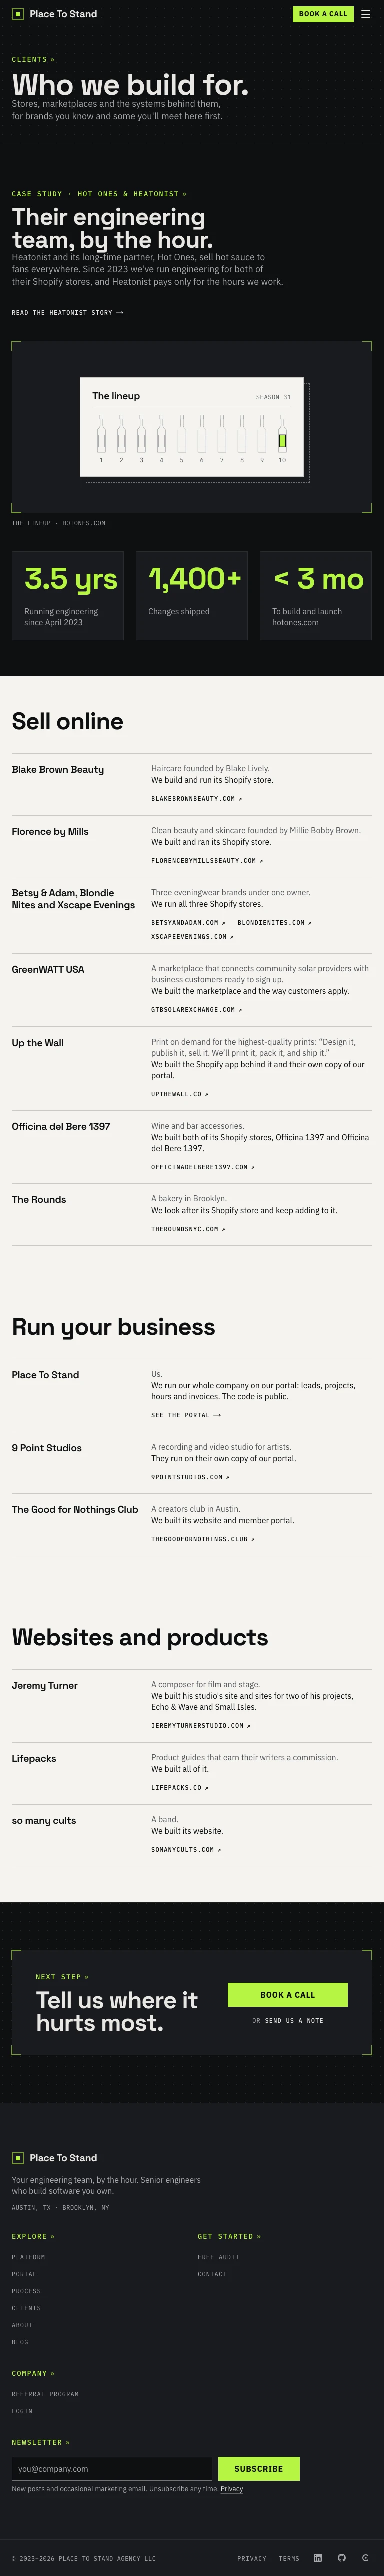 Place To Stand
BOOK A CALL
CLIENTS »
Who we build for.
Stores, marketplaces and the systems behind them,
for brands you know and some you'll meet here first.
CASE STUDY · HOT ONES & HEATONIST »
Their engineering
team, by the hour.
Heatonist and its long-time partner, Hot Ones, sell hot sauce to
fans everywhere. Since 2023 we've run engineering for both of
their Shopify stores, and Heatonist pays only for the hours we work.
READ THE HEATONIST STORY ⟶
The lineup
SEASON 31
1 2 3 4 5 6 7 8 9 10
THE LINEUP · HOTONES.COM
3.5 yrs
Running engineering
since April 2023
1,400+
Changes shipped
< 3 mo
To build and launch
hotones.com
Sell online
Blake Brown Beauty
Haircare founded by Blake Lively.
We build and run its Shopify store.
BLAKEBROWNBEAUTY.COM ↗
Florence by Mills
Clean beauty and skincare founded by Millie Bobby Brown.
We built and ran its Shopify store.
FLORENCEBYMILLSBEAUTY.COM ↗
Betsy & Adam, Blondie
Nites and Xscape Evenings
Three eveningwear brands under one owner.
We run all three Shopify stores.
BETSYANDADAM.COM ↗ BLONDIENITES.COM ↗
XSCAPEEVENINGS.COM ↗
GreenWATT USA
A marketplace that connects community solar providers with
business customers ready to sign up.
We built the marketplace and the way customers apply.
GTBSOLAREXCHANGE.COM ↗
Up the Wall
Print on demand for the highest-quality prints: “Design it,
publish it, sell it. We'll print it, pack it, and ship it.”
We built the Shopify app behind it and their own copy of our
portal.
UPTHEWALL.CO ↗
Officina del Bere 1397
Wine and bar accessories.
We built both of its Shopify stores, Officina 1397 and Officina
del Bere 1397.
OFFICINADELBERE1397.COM ↗
The Rounds
A bakery in Brooklyn.
We look after its Shopify store and keep adding to it.
THEROUNDSNYC.COM ↗
Run your business
Place To Stand
Us.
We run our whole company on our portal: leads, projects,
hours and invoices. The code is public.
SEE THE PORTAL ⟶
9 Point Studios
A recording and video studio for artists.
They run on their own copy of our portal.
9POINTSTUDIOS.COM ↗
The Good for Nothings Club
A creators club in Austin.
We built its website and member portal.
THEGOODFORNOTHINGS.CLUB ↗
Websites and products
Jeremy Turner
A composer for film and stage.
We built his studio's site and sites for two of his projects,
Echo & Wave and Small Isles.
JEREMYTURNERSTUDIO.COM ↗
Lifepacks
Product guides that earn their writers a commission.
We built all of it.
LIFEPACKS.CO ↗
so many cults
A band.
We built its website.
SOMANYCULTS.COM ↗
NEXT STEP »
Tell us where it
hurts most.
BOOK A CALL
OR SEND US A NOTE
Place To Stand
Your engineering team, by the hour. Senior engineers
who build software you own.
AUSTIN, TX · BROOKLYN, NY
EXPLORE »
PLATFORM
PORTAL
PROCESS
CLIENTS
ABOUT
BLOG
GET STARTED »
FREE AUDIT
CONTACT
COMPANY »
REFERRAL PROGRAM
LOGIN
NEWSLETTER »
you@company.com
SUBSCRIBE
New posts and occasional marketing email. Unsubscribe any time. Privacy
© 2023–2026 PLACE TO STAND AGENCY LLC
PRIVACY TERMS